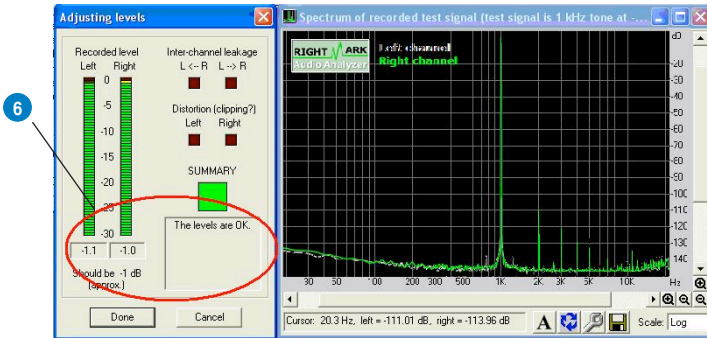 Adjusting levels
Recorded level
Left Right
0
-5
-10
-15
-20
-25
-30
-1.1 -1.0
Should be -1 dB
(approx.)
Inter-channel leakage
L <-- R L --> R
Distortion (clipping?)
Left Right
SUMMARY
The levels are OK.
Done Cancel
6
Spectrum of recorded test signal (test signal is 1 kHz tone at -...
RIGHT MARK
Audio Analyzer
Left channel
Right channel
-20
-30
-40
-50
-60
-70
-80
-90
-100
-110
-120
-130
30 50 200 300 500 1K 2K 3K 5K 10K Hz
Cursor: 20.3 Hz, left = -111.01 dB, right = -113.96 dB
A
Scale: Log